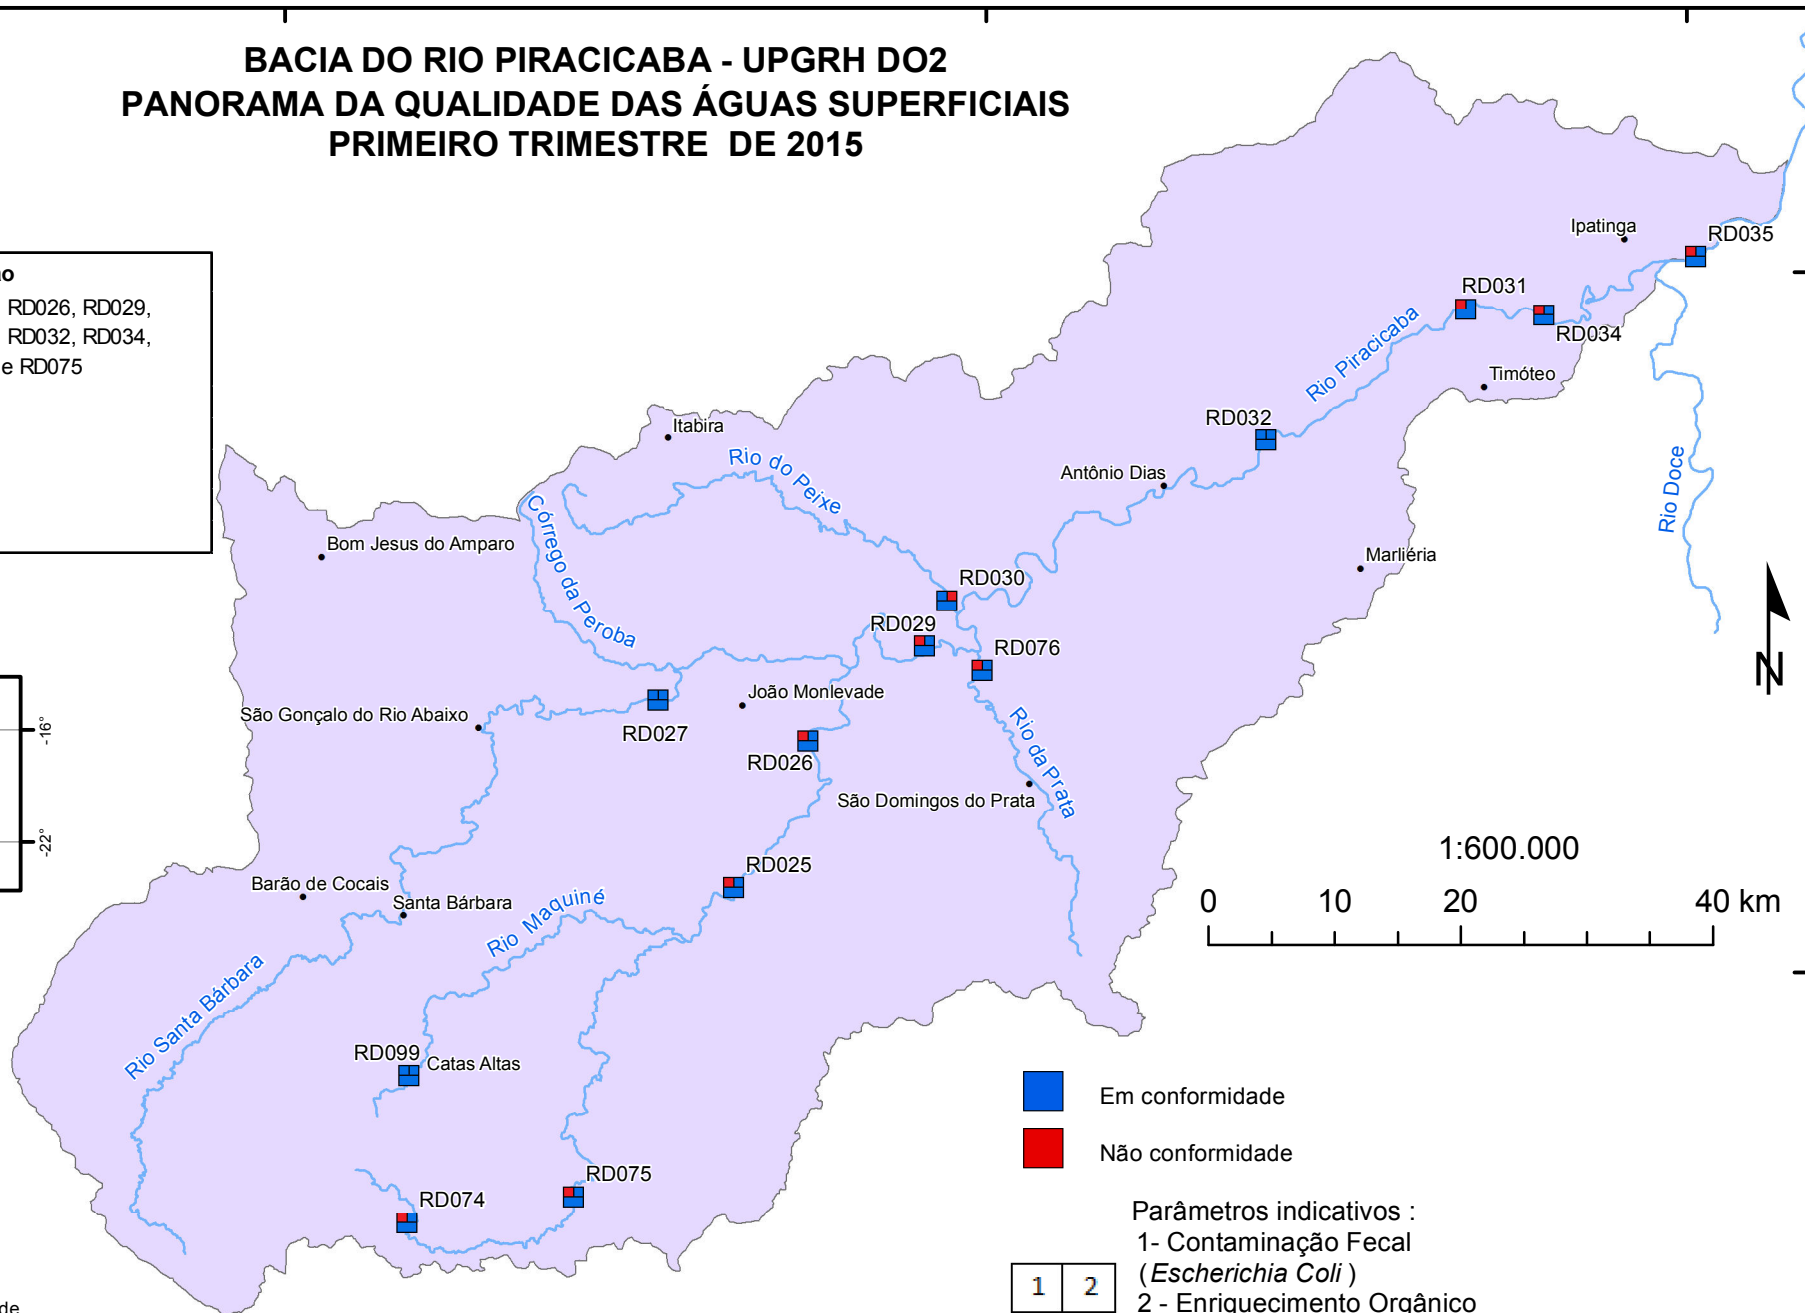 BACIA DO RIO PIRACICABA - UPGRH DO2
PANORAMA DA QUALIDADE DAS ÁGUAS SUPERFICIAIS
PRIMEIRO TRIMESTRE DE 2015
RD026, RD029,
RD032, RD034,
e RD075
Ipatinga
RD035
RD031
RD034
Rio Piracicaba
Timóteo
RD032
Itabira
Rio do Peixe
Antônio Dias
Rio Doce
Córrego da Peroba
Bom Jesus do Amparo
Marliéria
RD030
RD029
RD076
N
João Monlevade
São Gonçalo do Rio Abaixo
RD027
RD026
Rio da Prata
São Domingos do Prata
-16°
-22°
1:600.000
0 10 20 40 km
RD025
Barão de Cocais
Santa Bárbara
Rio Maquiné
Rio Santa Bárbara
RD099
Catas Altas
RD075
RD074
Em conformidade
Não conformidade
Parâmetros indicativos :
1- Contaminação Fecal
(Escherichia Coli )
1 2
2 - Enriquecimento Orgânico
de